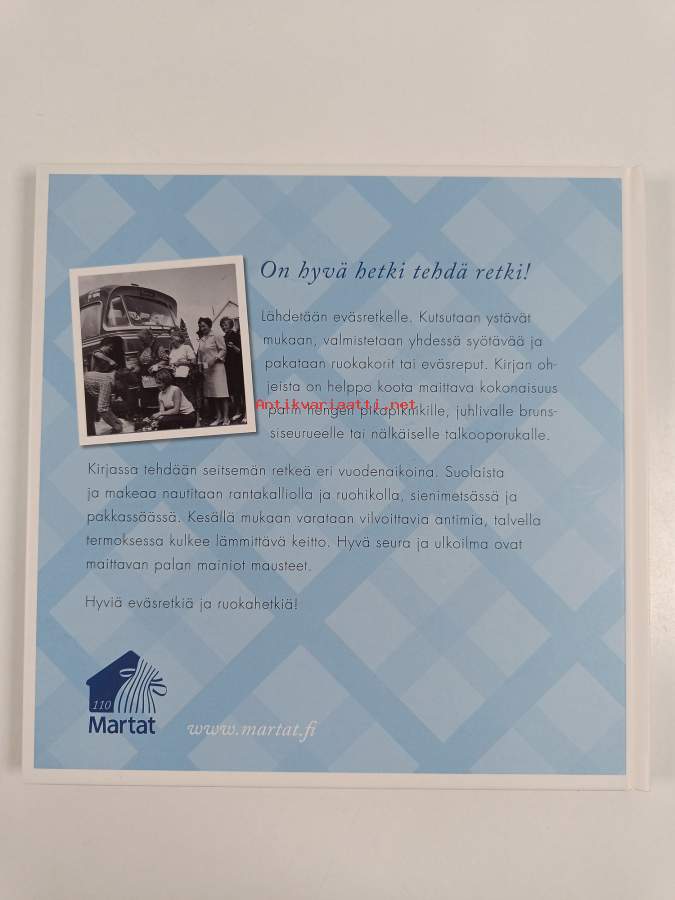 On hyvä hetki tehdä retki!
Lähdetään eväsretkelle. Kutsutaan ystävät
mukaan, valmistetaan yhdessä syötävää ja
pakataan ruokakorit tai eväsreput. Kirjan oh-
jeista on helppo koota maittava kokonaisuus
Antikvariaatti.net
parin hengen pikapiknikille, juhlivalle bruns-
siseurueelle tai nälkäiselle talkooporukalle.
Kirjassa tehdään seitsemän retkeä eri vuodenaikoina. Suolaista
ja makeaa nautitaan rantakalliolla ja ruohikolla, sienimetsässä ja
pakkassäässä. Kesällä mukaan varataan vilvoittavia antimia, talvella
termoksessa kulkee lämmittävä keitto. Hyvä seura ja ulkoilma ovat
maittavan palan mainiot mausteet.
Hyviä eväsretkiä ja ruokahetkiä!
110
Martat
www.martat.fi